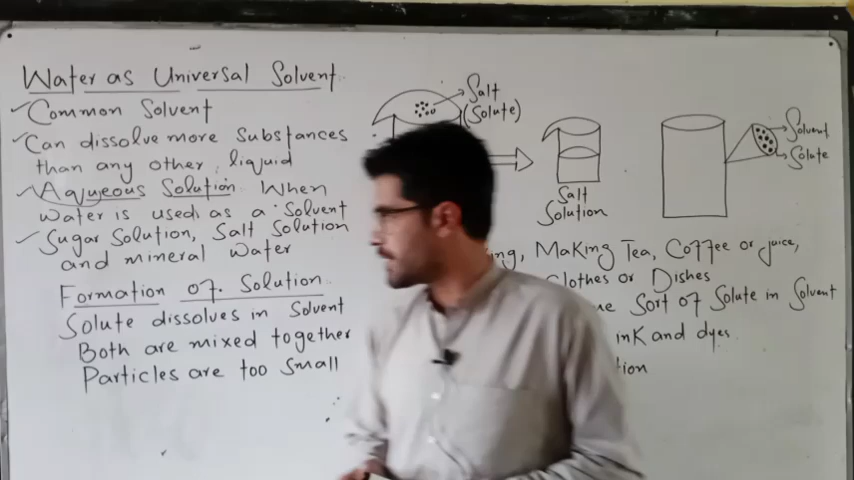 Water as Universal Solvent
Common Solvent
Can dissolve more Substances
than any other liquid
Aqueous Solution When
Water is used as a Solvent
Sugar Solution, Salt Solution
and mineral Water
Formation of Solution
Solute dissolves in Solvent
Both are mixed together
Particles are too Small
Salt
(Solute)
Salt
Solution
Solvent
Solute
Making Tea, Coffee or Juice,
Clothes or Dishes
Sort of Solute in Solvent
ink and dyes